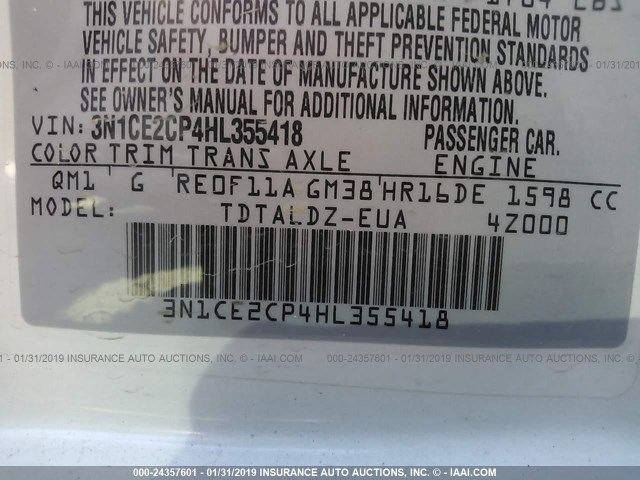 THIS VEHICLE CONFORMS TO ALL APPLICABLE FEDERAL MOTOR
VEHICLE SAFETY, BUMPER AND THEFT PREVENTION STANDARDS
IN EFFECT ON THE DATE OF MANUFACTURE SHOWN ABOVE.
SEE OWNER'S MANUAL FOR ADDITIONAL INFORMATION.
VIN: 3N1CE2CP4HL355418 PASSENGER CAR.
COLOR TRIM TRANS AXLE ENGINE
QM1 G RE0F11A GM38 HR16DE 1598 CC
MODEL: TDTALDZ-EUA 4Z000
3N1CE2CP4HL355418
000-24357601 - 01/31/2019 INSURANCE AUTO AUCTIONS, INC. - © IAAI.COM